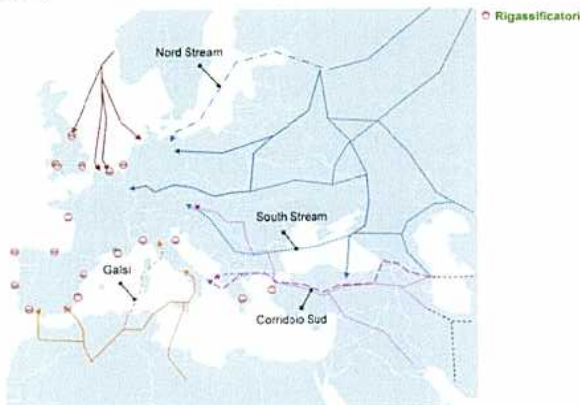 Rigassificatori
Nord Stream
South Stream
Galsi
Corridoio Sud